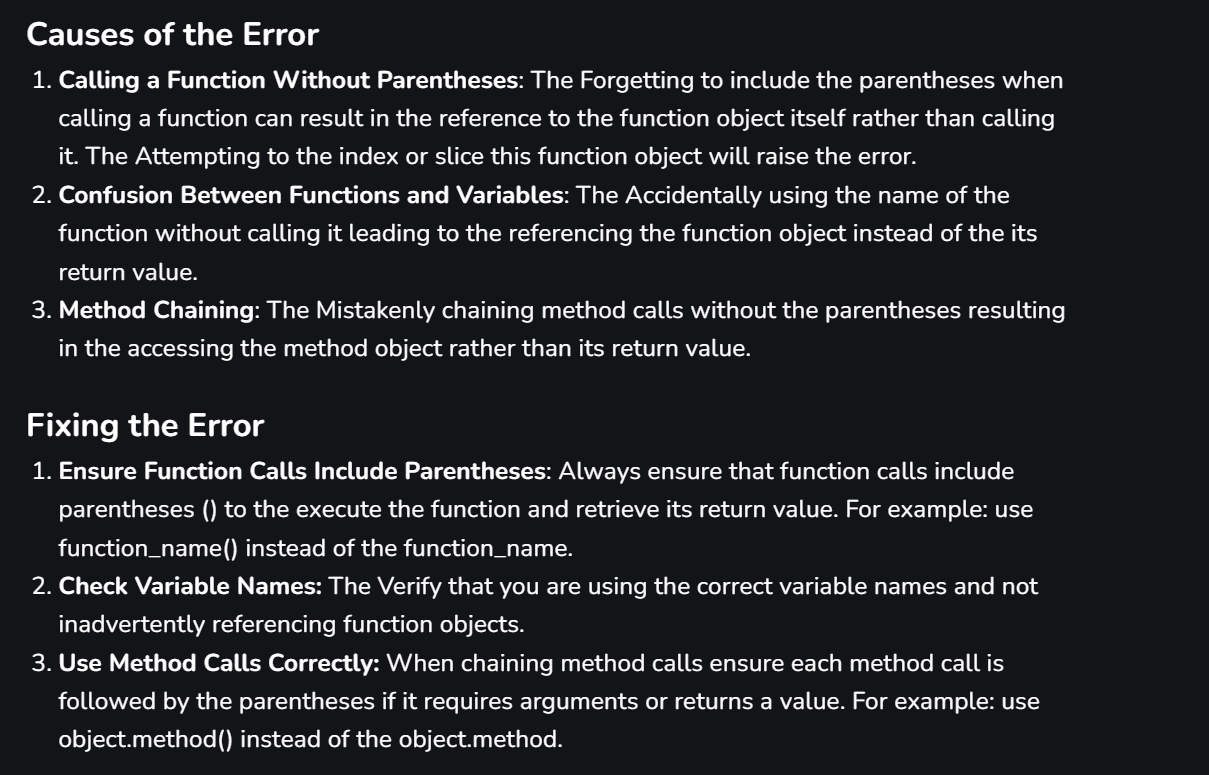 Causes of the Error
1. Calling a Function Without Parentheses: The Forgetting to include the parentheses when
calling a function can result in the reference to the function object itself rather than calling
it. The Attempting to the index or slice this function object will raise the error.
2. Confusion Between Functions and Variables: The Accidentally using the name of the
function without calling it leading to the referencing the function object instead of the its
return value.
3. Method Chaining: The Mistakenly chaining method calls without the parentheses resulting
in the accessing the method object rather than its return value.
Fixing the Error
1. Ensure Function Calls Include Parentheses: Always ensure that function calls include
parentheses () to the execute the function and retrieve its return value. For example: use
function_name() instead of the function_name.
2. Check Variable Names: The Verify that you are using the correct variable names and not
inadvertently referencing function objects.
3. Use Method Calls Correctly: When chaining method calls ensure each method call is
followed by the parentheses if it requires arguments or returns a value. For example: use
object.method() instead of the object.method.